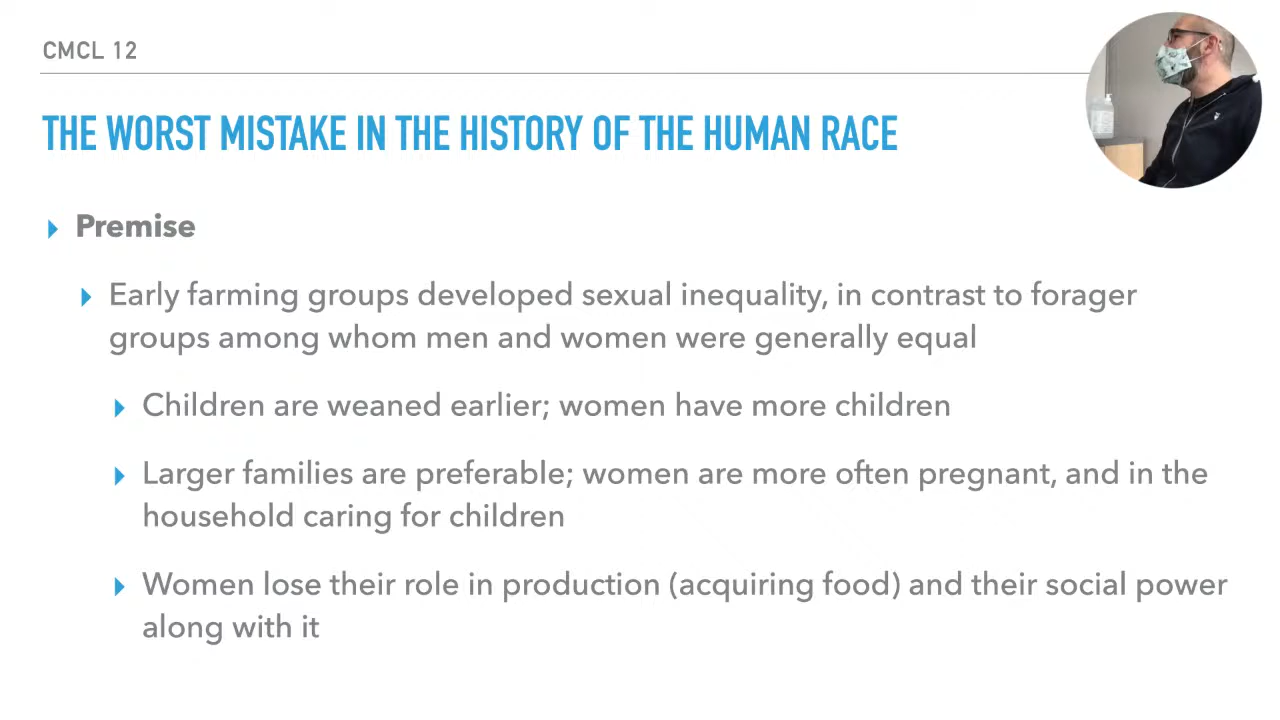 CMCL 12
THE WORST MISTAKE IN THE HISTORY OF THE HUMAN RACE
Premise
Early farming groups developed sexual inequality, in contrast to forager
groups among whom men and women were generally equal
Children are weaned earlier; women have more children
Larger families are preferable; women are more often pregnant, and in the
household caring for children
Women lose their role in production (acquiring food) and their social power
along with it